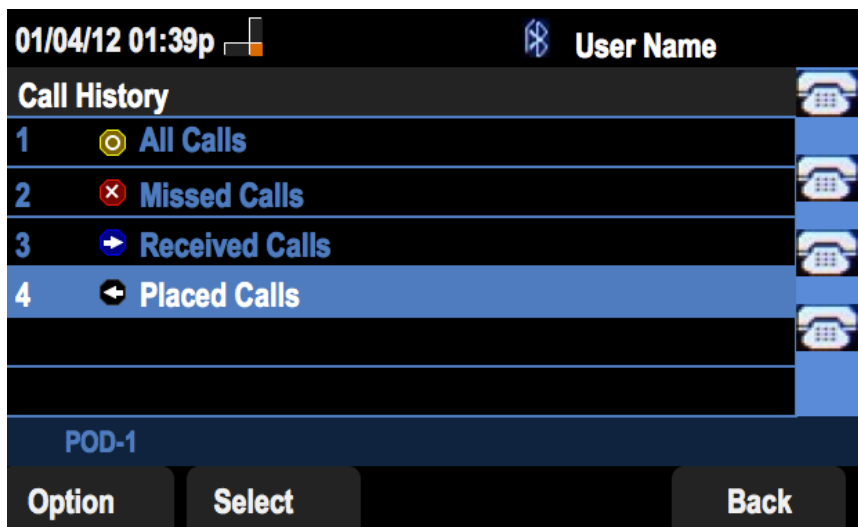 01/04/12 01:39p User Name
Call History
1 All Calls
2 Missed Calls
3 Received Calls
4 Placed Calls
POD-1
Option Select Back